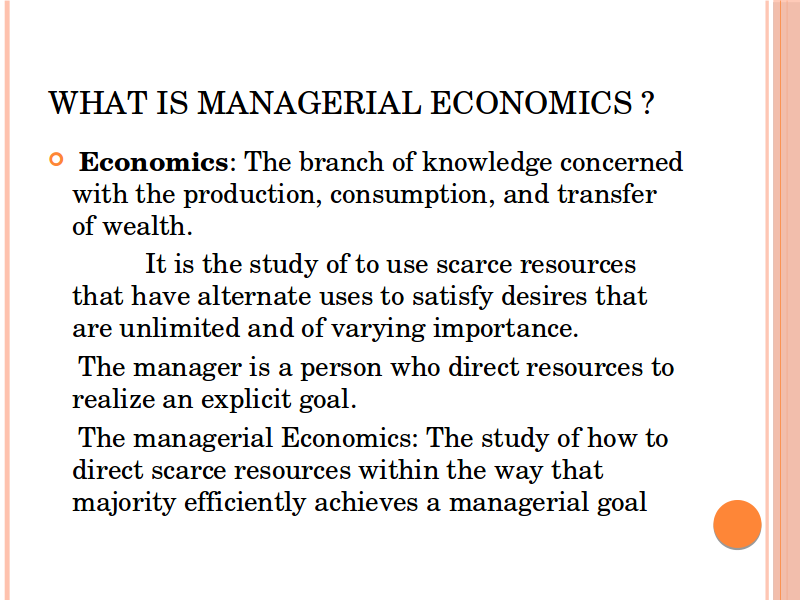 WHAT IS MANAGERIAL ECONOMICS ?
Economics: The branch of knowledge concerned
with the production, consumption, and transfer
of wealth.
It is the study of to use scarce resources
that have alternate uses to satisfy desires that
are unlimited and of varying importance.
The manager is a person who direct resources to
realize an explicit goal.
The managerial Economics: The study of how to
direct scarce resources within the way that
majority efficiently achieves a managerial goal